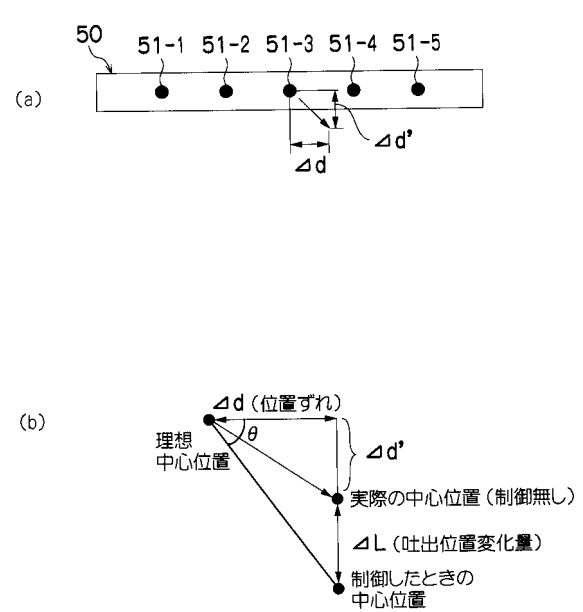 50
51-1 51-2 51-3 51-4 51-5
(a)
⊿d'
⊿d
(b)
⊿d (位置ずれ)
θ
理想
中心位置
⊿d'
実際の中心位置 (制御無し)
⊿L (吐出位置変化量)
制御したときの
中心位置